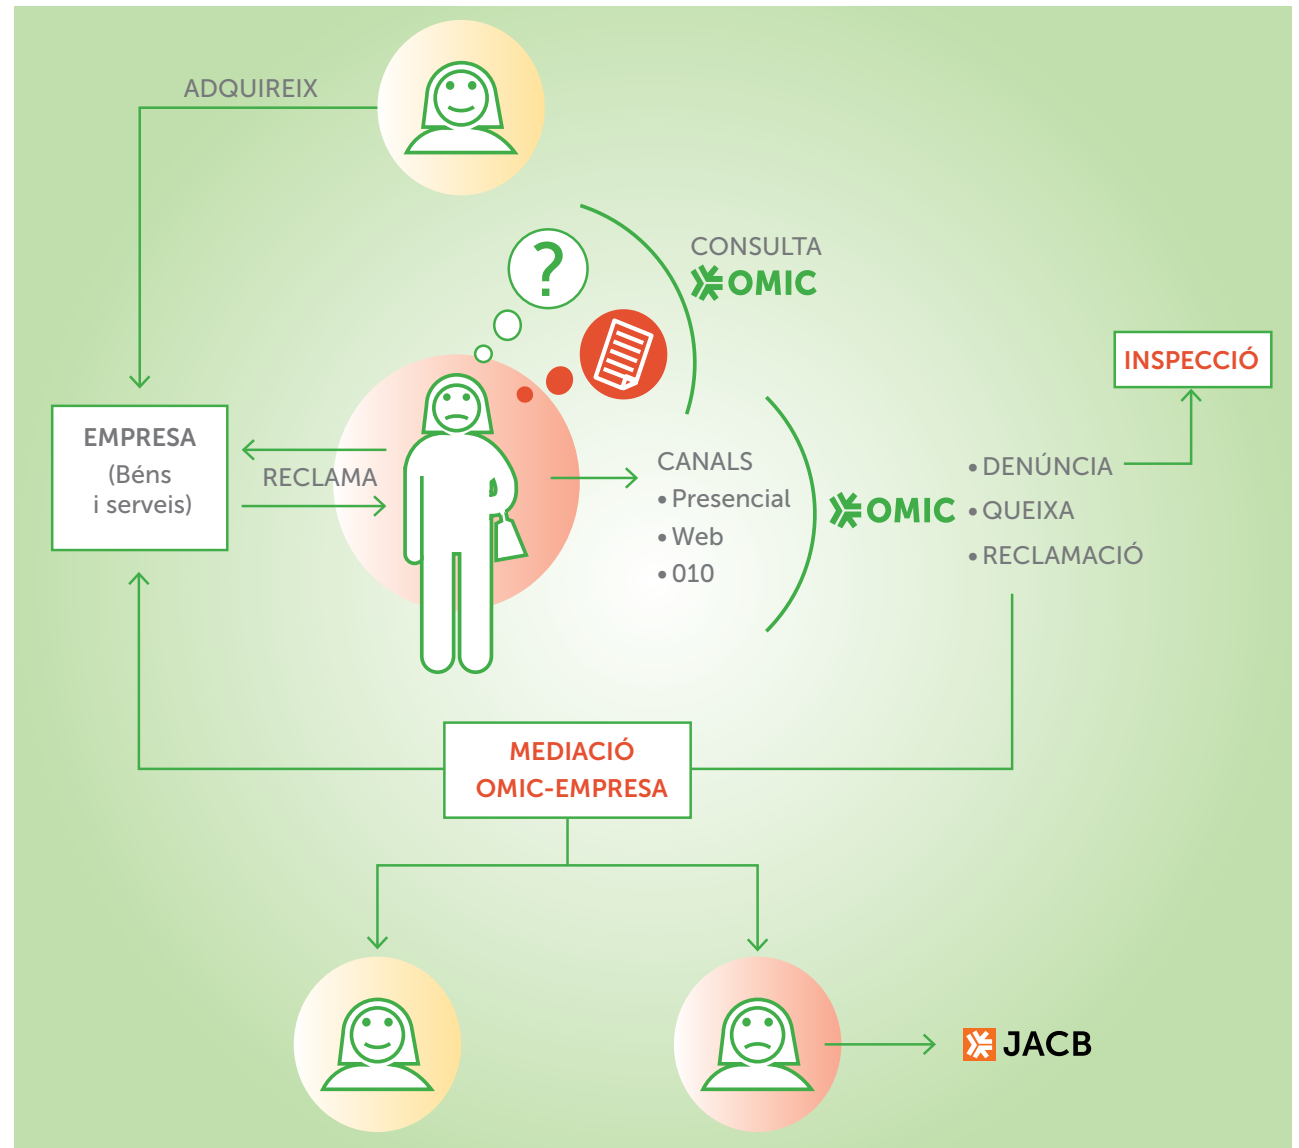 ADQUIREIX
?
CONSULTA
OMIC
INSPECCIÓ
EMPRESA
(Béns
i serveis)
RECLAMA
CANALS
• Presencial
• Web
• 010
OMIC
• DENÚNCIA
• QUEIXA
• RECLAMACIÓ
MEDIACIÓ
OMIC-EMPRESA
JACB